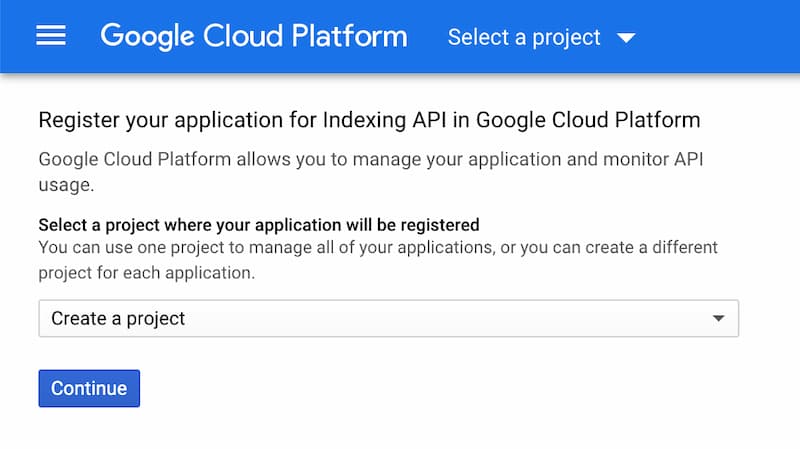 Google Cloud Platform Select a project
Register your application for Indexing API in Google Cloud Platform
Google Cloud Platform allows you to manage your application and monitor API
usage.
Select a project where your application will be registered
You can use one project to manage all of your applications, or you can create a different
project for each application.
Create a project
Continue